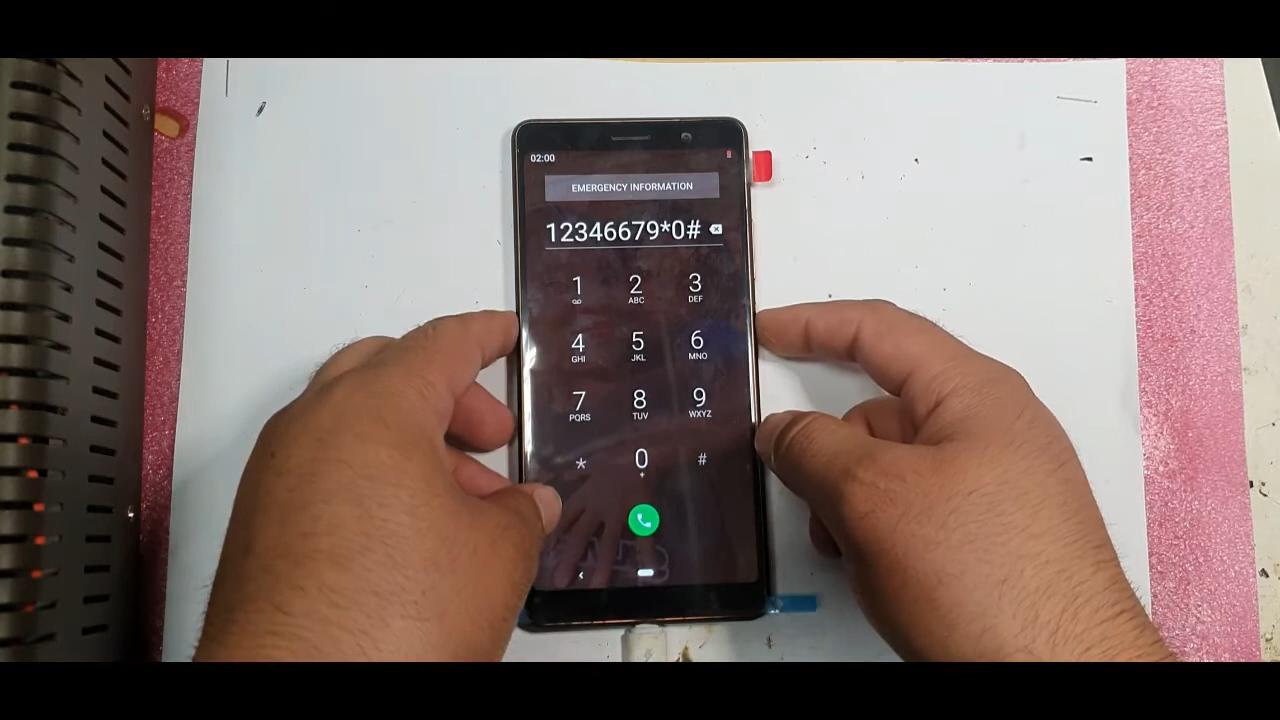 02:00
EMERGENCY INFORMATION
12346679*0#
1 2 3
ABC DEF
4 5 6
GHI JKL MNO
7 8 9
PQRS TUV WXYZ
* 0 #
+